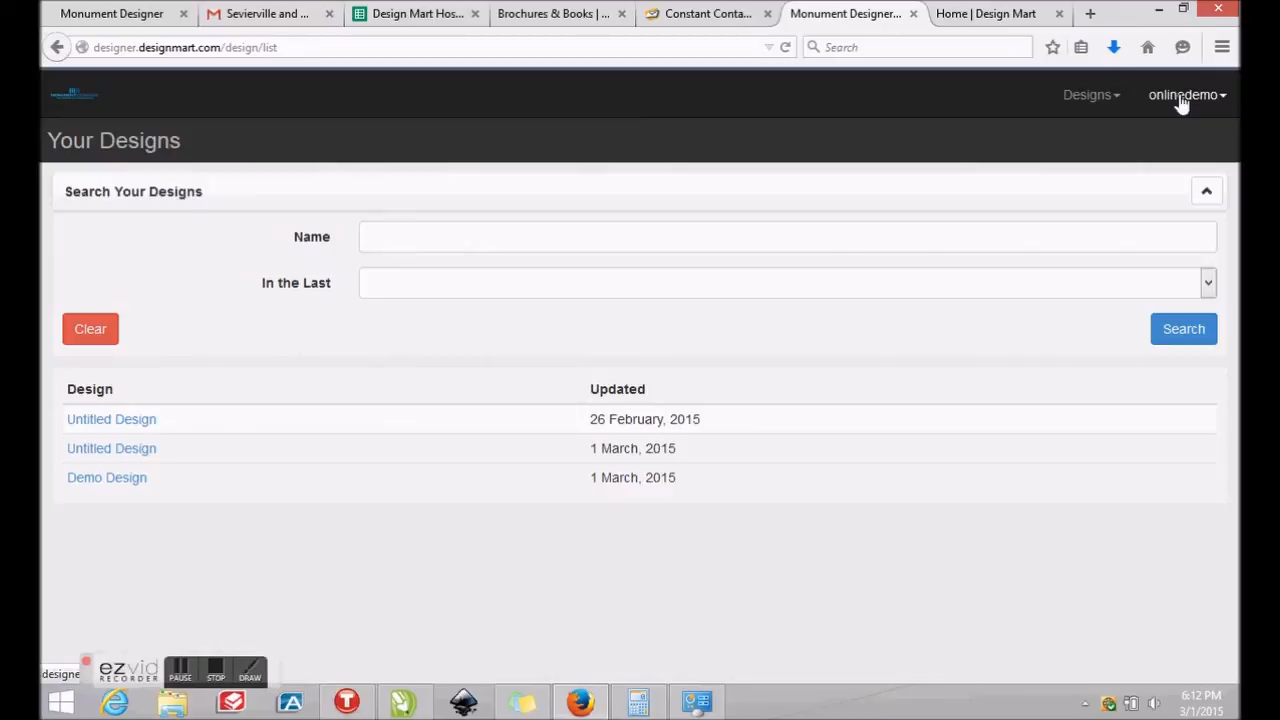 Monument Designer
Sevierville and ...
Design Mart Hos...
Brochures & Books | ...
Constant Conta...
Monument Designer...
Home | Design Mart
designer.designmart.com/design/list
Search
Designs
onlinedemo
Your Designs
Search Your Designs
Name
In the Last
Clear
Search
Design Updated
Untitled Design 26 February, 2015
Untitled Design 1 March, 2015
Demo Design 1 March, 2015
designe
ezvid
RECORDER
PAUSE STOP DRAW
6:12 PM
3/1/2015